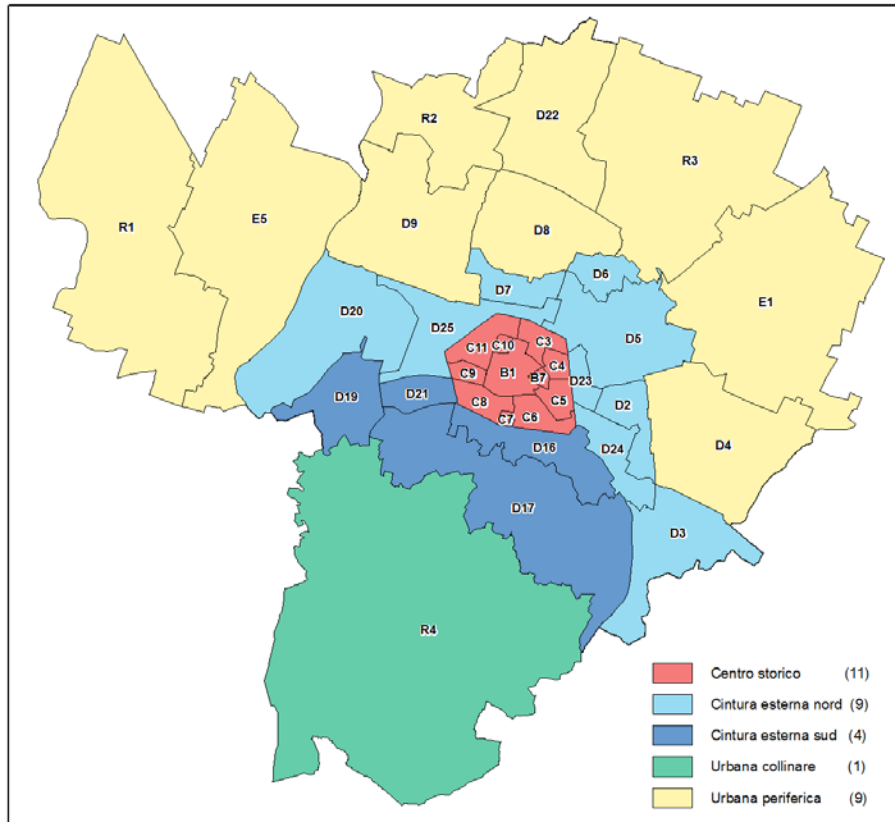 D22
R2
R3
R1
E5
D9
D8
D6
D7
E1
D20
D25
D5
C3
C10
C11
C4
C9
B1
B7
D23
D19
D21
C8
C5
D2
C7
C6
D16
D24
D4
D17
D3
R4
Centro storico (11)
Cintura esterna nord (9)
Cintura esterna sud (4)
Urbana collinare (1)
Urbana periferica (9)